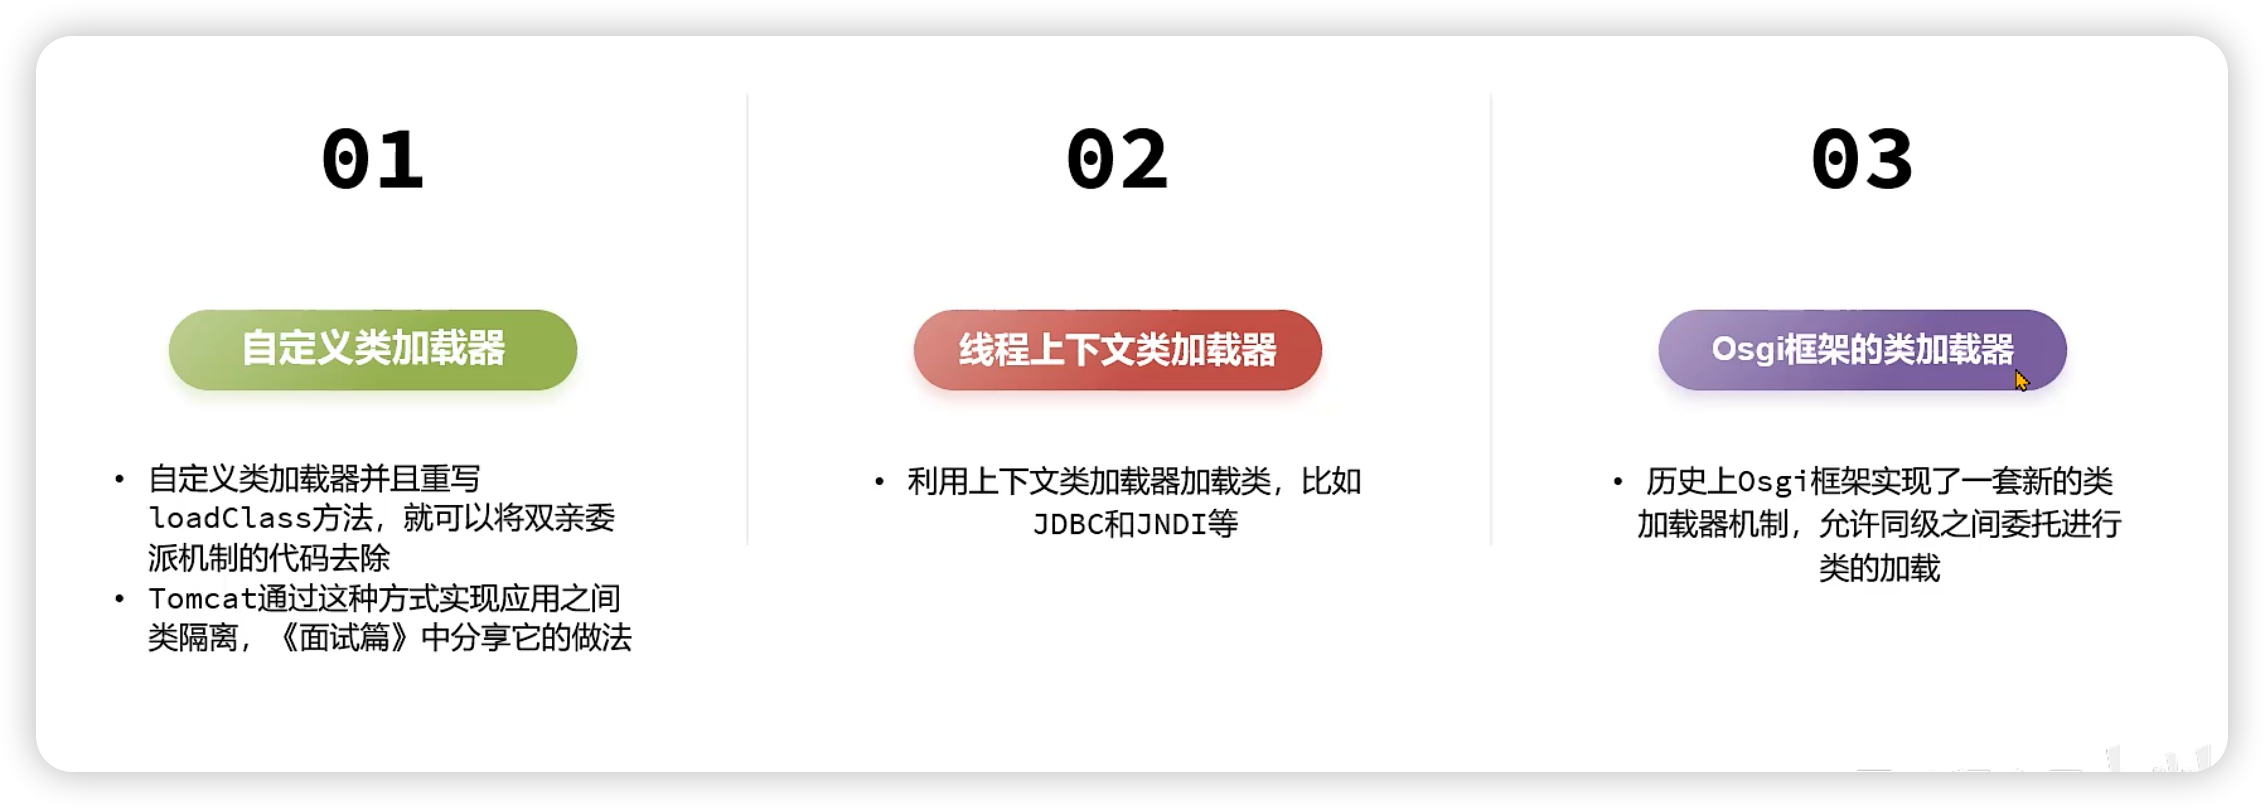 01
自定义类加载器
• 自定义类加载器并且重写
loadClass方法，就可以将双亲委
派机制的代码去除
• Tomcat通过这种方式实现应用之间
类隔离，《面试篇》中分享它的做法
02
线程上下文类加载器
• 利用上下文类加载器加载类，比如
JDBC和JNDI等
03
Osgi框架的类加载器
• 历史上Osgi框架实现了一套新的类
加载器机制，允许同级之间委托进行
类的加载